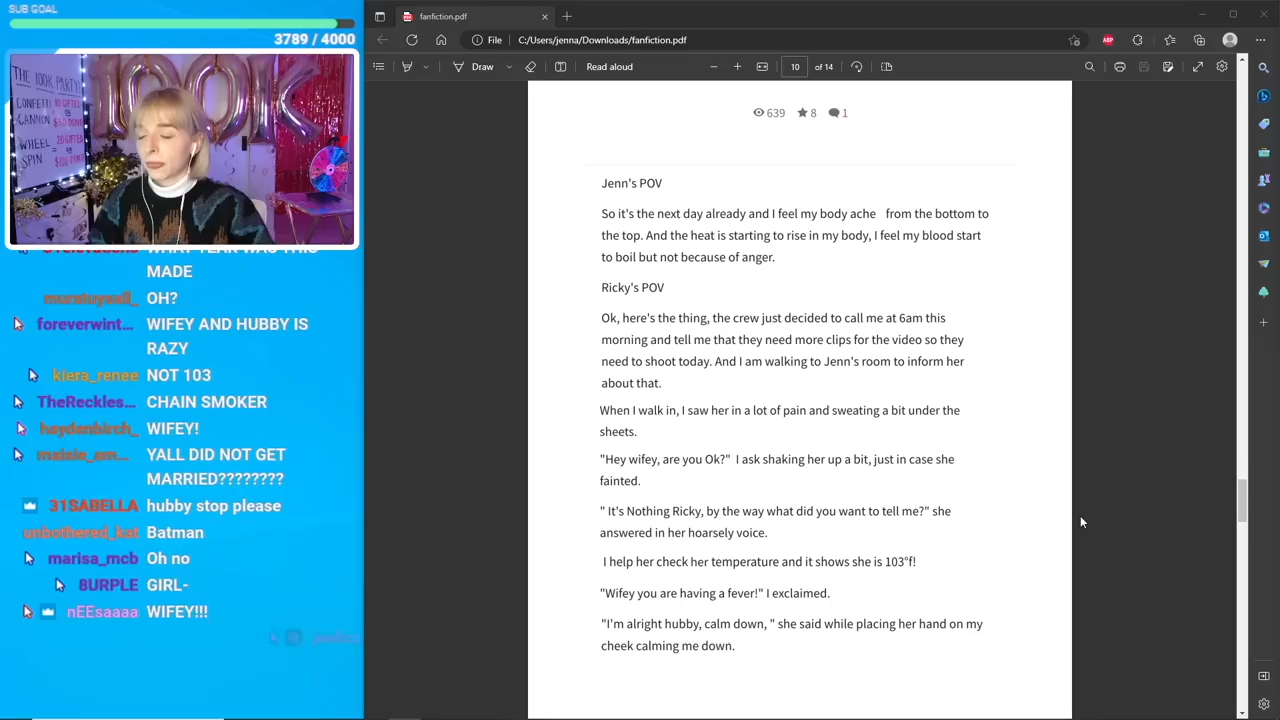 SUB GOAL
3789 / 4000
THE 100K PARTY
CONFETTI
CANNON
WHEEL
SPIN
100K
MADE
OH?
foreverwint... WIFEY AND HUBBY IS
RAZY
kiera_renee NOT 103
TheReckles... CHAIN SMOKER
haydenhirch_ WIFEY!
YALL DID NOT GET
MARRIED????????
31SABELLA hubby stop please
unbothered_kat Batman
marisa_mcb Oh no
8URPLE GIRL-
nEEsaaaa WIFEY!!!
fanfiction.pdf
File C:/Users/jenna/Downloads/fanfiction.pdf
ABP
Draw
Read aloud
10 of 14
639 8 1
Jenn's POV
So it's the next day already and I feel my body ache from the bottom to
the top. And the heat is starting to rise in my body, I feel my blood start
to boil but not because of anger.
Ricky's POV
Ok, here's the thing, the crew just decided to call me at 6am this
morning and tell me that they need more clips for the video so they
need to shoot today. And I am walking to Jenn's room to inform her
about that.
When I walk in, I saw her in a lot of pain and sweating a bit under the
sheets.
"Hey wifey, are you Ok?" I ask shaking her up a bit, just in case she
fainted.
" It's Nothing Ricky, by the way what did you want to tell me?" she
answered in her hoarsely voice.
I help her check her temperature and it shows she is 103°f!
"Wifey you are having a fever!" I exclaimed.
"I'm alright hubby, calm down, " she said while placing her hand on my
cheek calming me down.